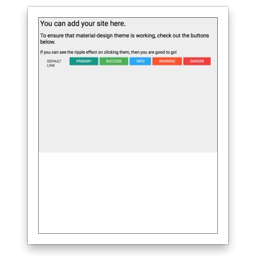 You can add your site here.
To ensure that material-design theme is working, check out the buttons
below.
If you can see the ripple effect on clicking them, then you are good to go!
DEFAULT PRIMARY SUCCESS INFO WARNING DANGER
LINK